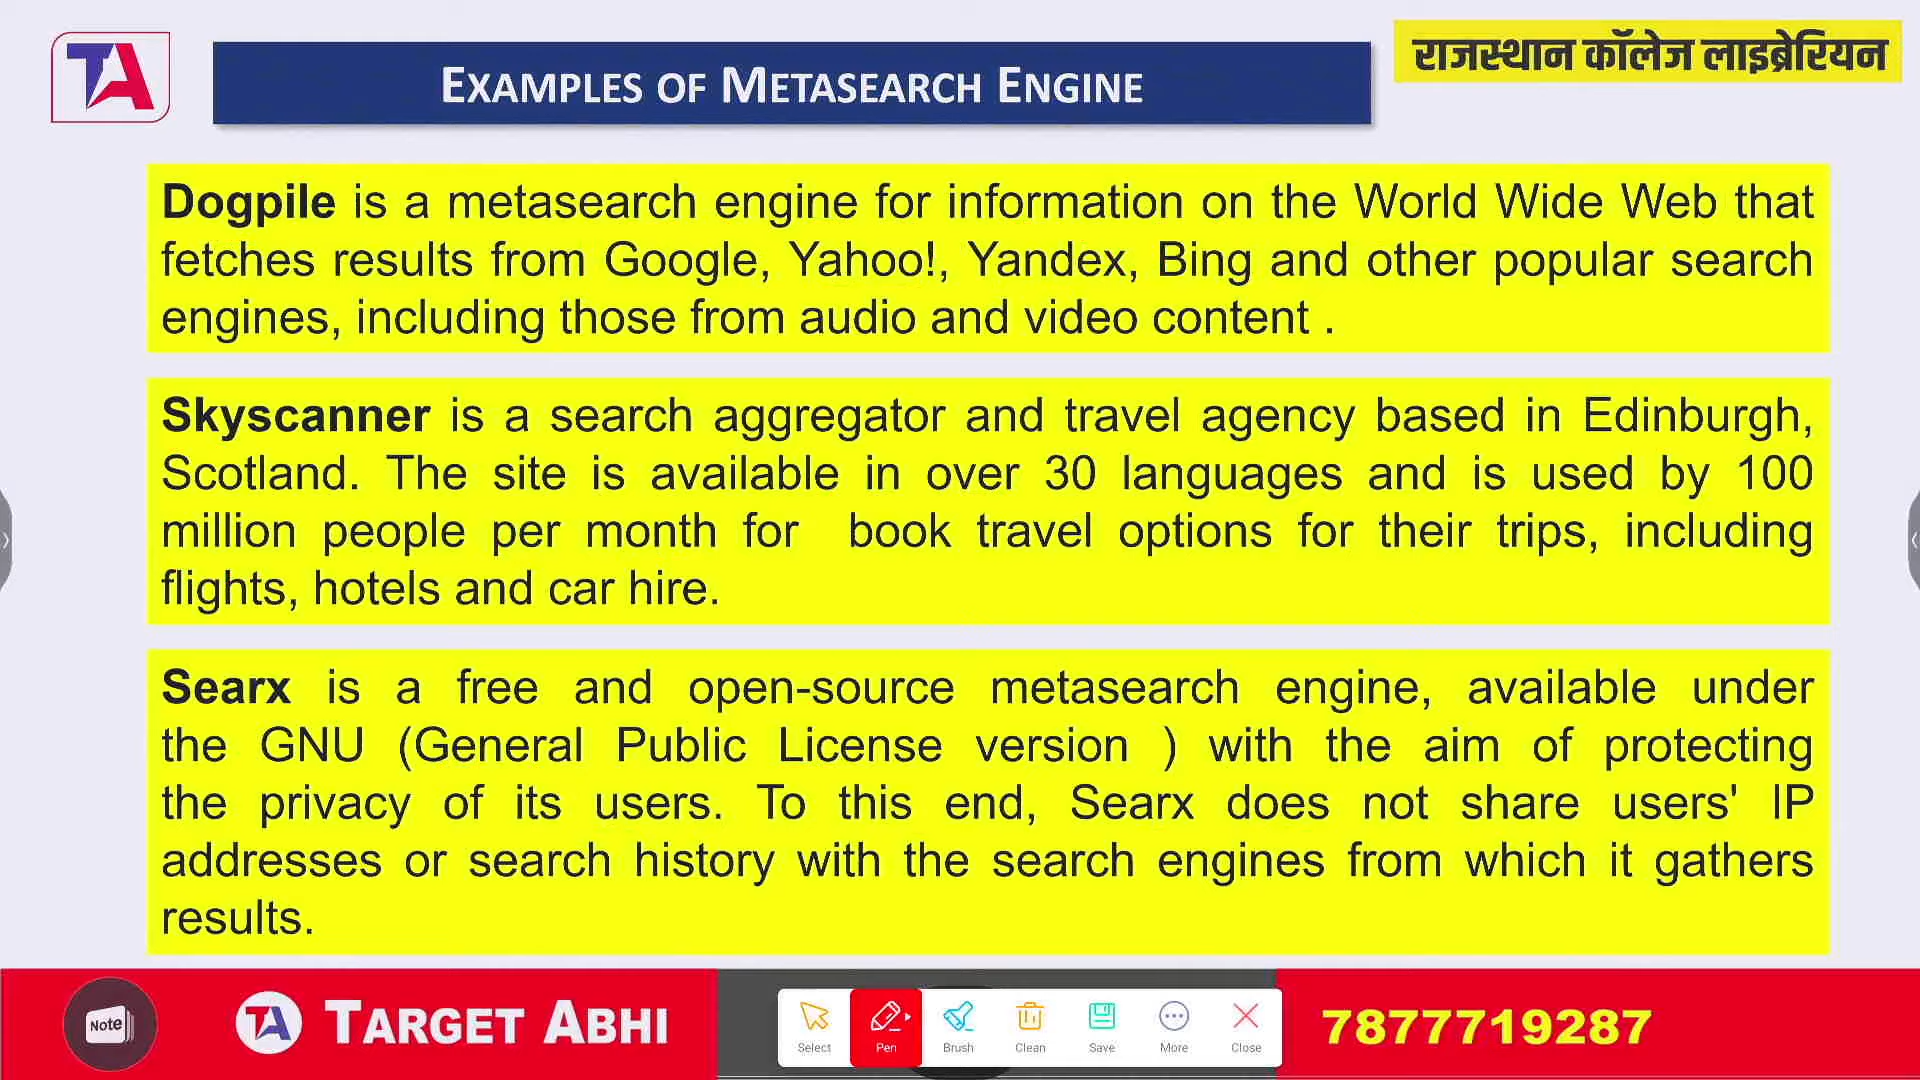 TA
EXAMPLES OF METASEARCH ENGINE
राजस्थान कॉलेज लाइब्रेरियन
Dogpile is a metasearch engine for information on the World Wide Web that
fetches results from Google, Yahoo!, Yandex, Bing and other popular search
engines, including those from audio and video content .
Skyscanner is a search aggregator and travel agency based in Edinburgh,
Scotland. The site is available in over 30 languages and is used by 100
million people per month for book travel options for their trips, including
flights, hotels and car hire.
Searx is a free and open-source metasearch engine, available under
the GNU (General Public License version ) with the aim of protecting
the privacy of its users. To this end, Searx does not share users' IP
addresses or search history with the search engines from which it gathers
results.
Note
TA TARGET ABHI
Select Pen Brush Clean Save More Close
7877719287